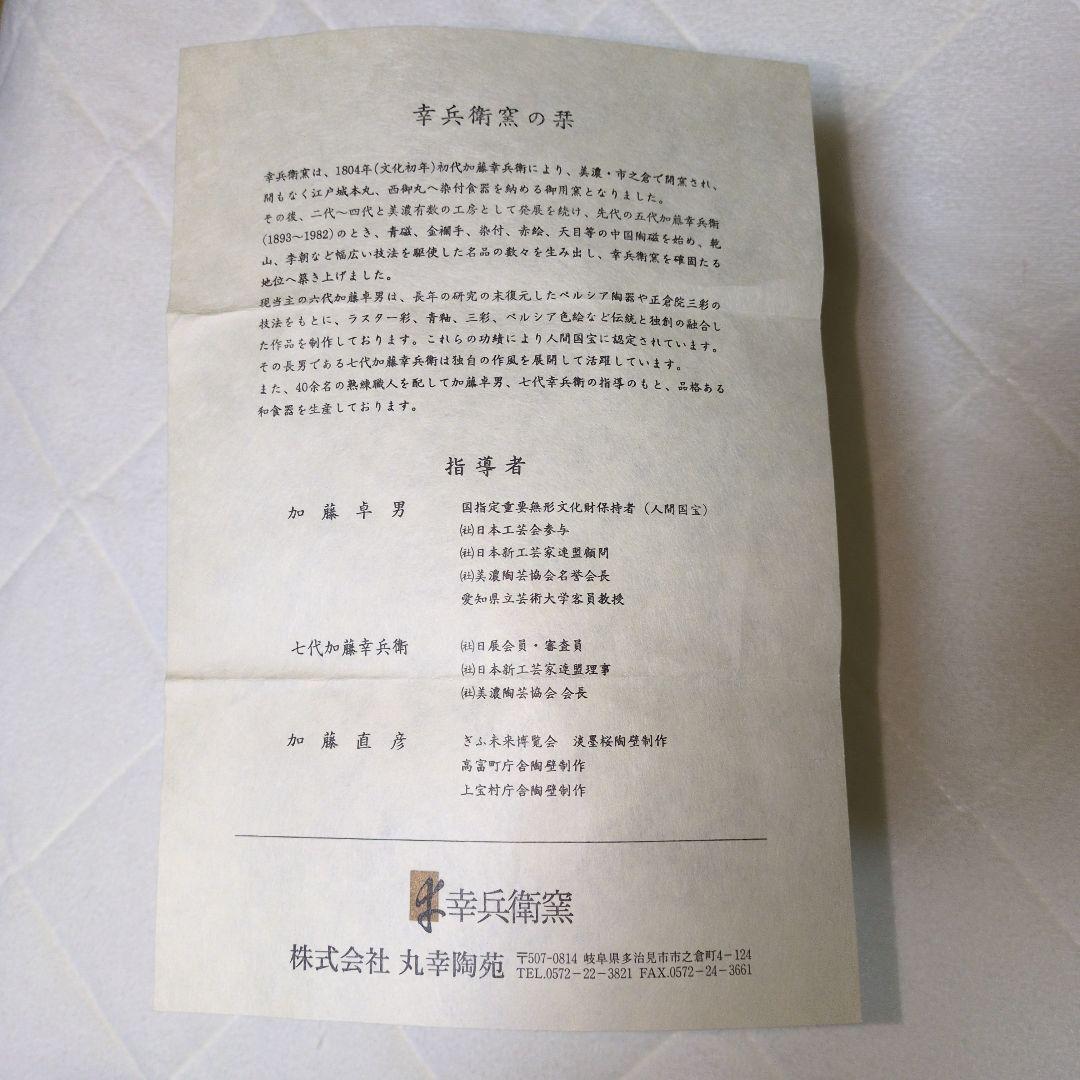 幸兵衛窯の栞
幸兵衛窯は、1804年(文化初年)初代加藤幸兵衛により、美濃・市之倉で開窯され、
間もなく江戸城本丸、西御丸へ染付食器を納める御用窯となりました。
その後、二代〜四代と美濃有数の工房として発展を続け、先代の五代加藤幸兵衛
(1893〜1982)のとき、青磁、金襴手、染付、赤絵、天目等の中国陶磁を始め、乾
山、李朝など幅広い技法を駆使した名品の数々を生み出し、幸兵衛窯を確固たる
地位へ築き上げました。
現当主の六代加藤卓男は、長年の研究の末復元したペルシア陶器や正倉院三彩の
技法をもとに、ラスター彩、青釉、三彩、ペルシア色絵など伝統と独創の融合し
た作品を制作しております。これらの功績により人間国宝に認定されています。
その長男である七代加藤幸兵衛は独自の作風を展開して活躍しています。
また、40余名の熟練職人を配して加藤卓男、七代幸兵衛の指導のもと、品格ある
和食器を生産しております。
指導者
加藤卓男 国指定重要無形文化財保持者（人間国宝）
㈳日本工芸会参与
㈳日本新工芸家連盟顧問
㈳美濃陶芸協会名誉会長
愛知県立芸術大学客員教授
七代加藤幸兵衛 ㈳日展会員・審査員
㈳日本新工芸家連盟理事
㈳美濃陶芸協会 会長
加藤直彦 ぎふ未来博覧会 淡墨桜陶壁制作
高富町庁舎陶壁制作
上宝村庁舎陶壁制作
幸兵衛窯
株式会社 丸幸陶苑 〒507-0814 岐阜県多治見市市之倉町4−124
TEL.0572−22−3821 FAX.0572−24−3661